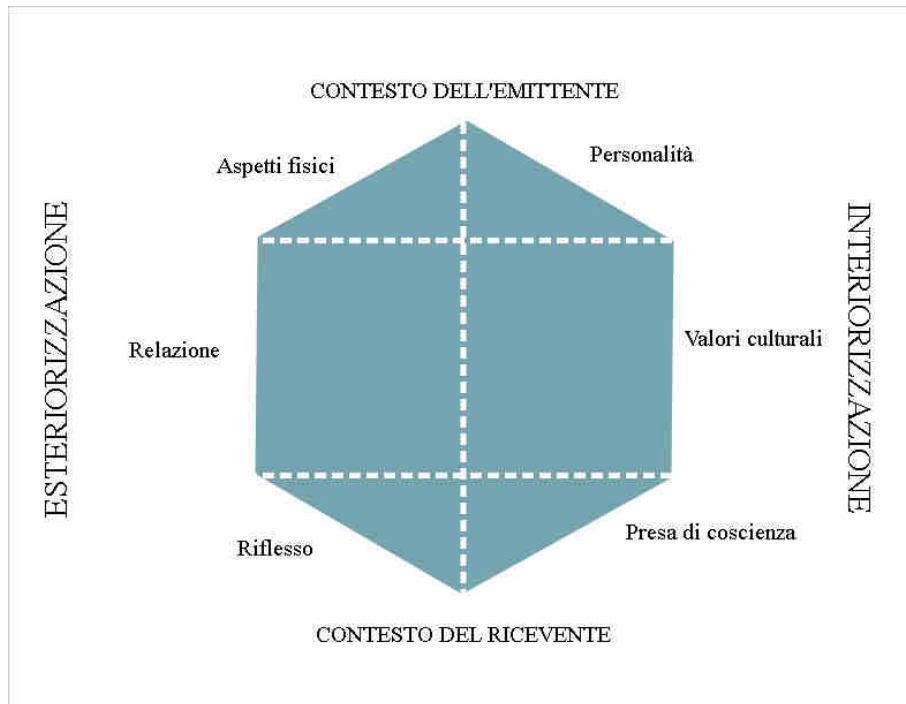 CONTESTO DELL'EMITTENTE
Aspetti fisici
Personalità
ESTERIORIZZAZIONE
INTERIORIZZAZIONE
Relazione
Valori culturali
Riflesso
Presa di coscienza
CONTESTO DEL RICEVENTE